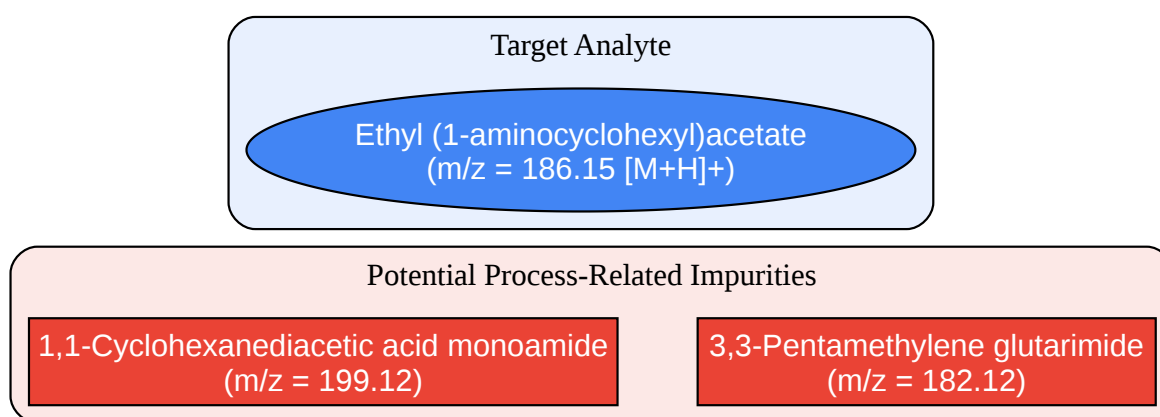 Target Analyte
Ethyl (1-aminocyclohexyl)acetate
(m/z = 186.15 [M+H]+)
Potential Process-Related Impurities
1,1-Cyclohexanediacetic acid monoamide
(m/z = 199.12)
3,3-Pentamethylene glutarimide
(m/z = 182.12)